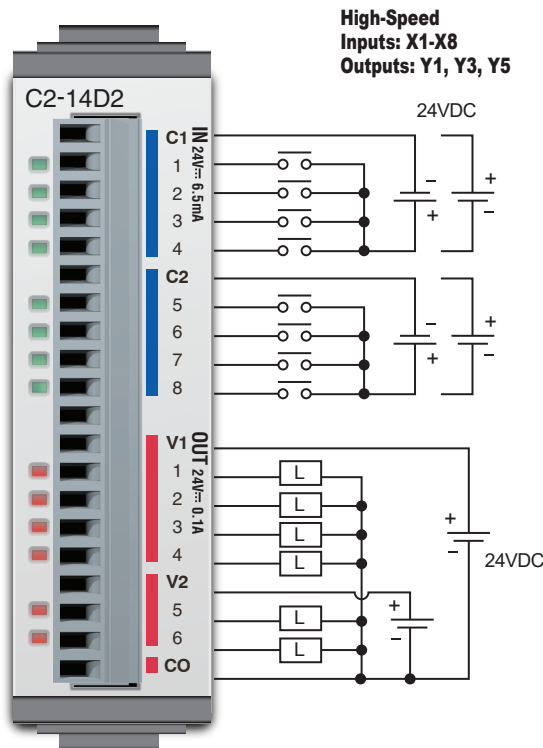 High-Speed
Inputs: X1-X8
Outputs: Y1, Y3, Y5
C2-14D2
24VDC
C1
IN 24V⎓ 6.5mA
1
2
3
4
C2
5
6
7
8
V1
OUT 24V⎓ 0.1A
1
2
3
4
V2
5
6
CO
−
+
+
−
−
+
+
−
L
L
L
L
L
L
+
−
24VDC
+
−